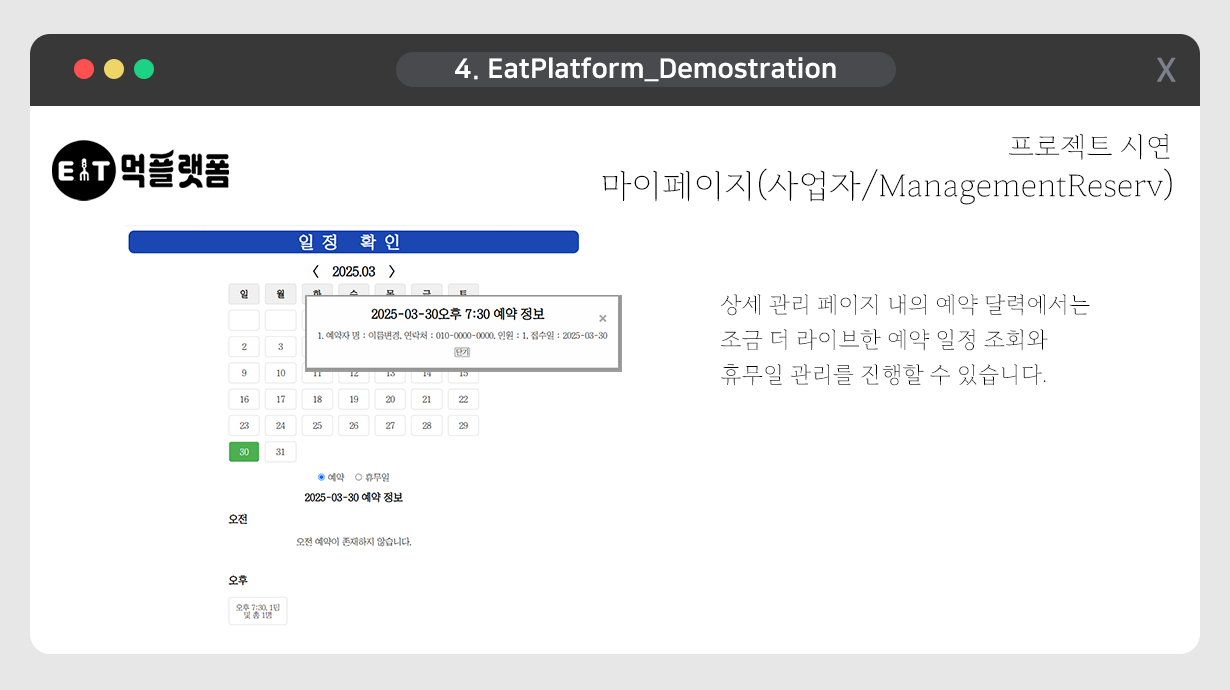 4. EatPlatform_Demostration
X
EAT 먹플랫폼
프로젝트 시연
마이페이지(사업자/ManagementReserv)
일정 확인
〈 2025.03 〉
일 월 화 수 목 금 토
2025-03-30오후 7:30 예약 정보
×
1. 예약자 명 : 이름변경, 연락처 : 010-0000-0000, 인원 : 1, 접수일 : 2025-03-30
닫기
2 3
9 10 11 12 13 14 15
16 17 18 19 20 21 22
23 24 25 26 27 28 29
30 31
예약 휴무일
2025-03-30 예약 정보
오전
오전 예약이 존재하지 않습니다.
오후
오후 7:30, 1팀
및 총 1명
상세 관리 페이지 내의 예약 달력에서는
조금 더 라이브한 예약 일정 조회와
휴무일 관리를 진행할 수 있습니다.